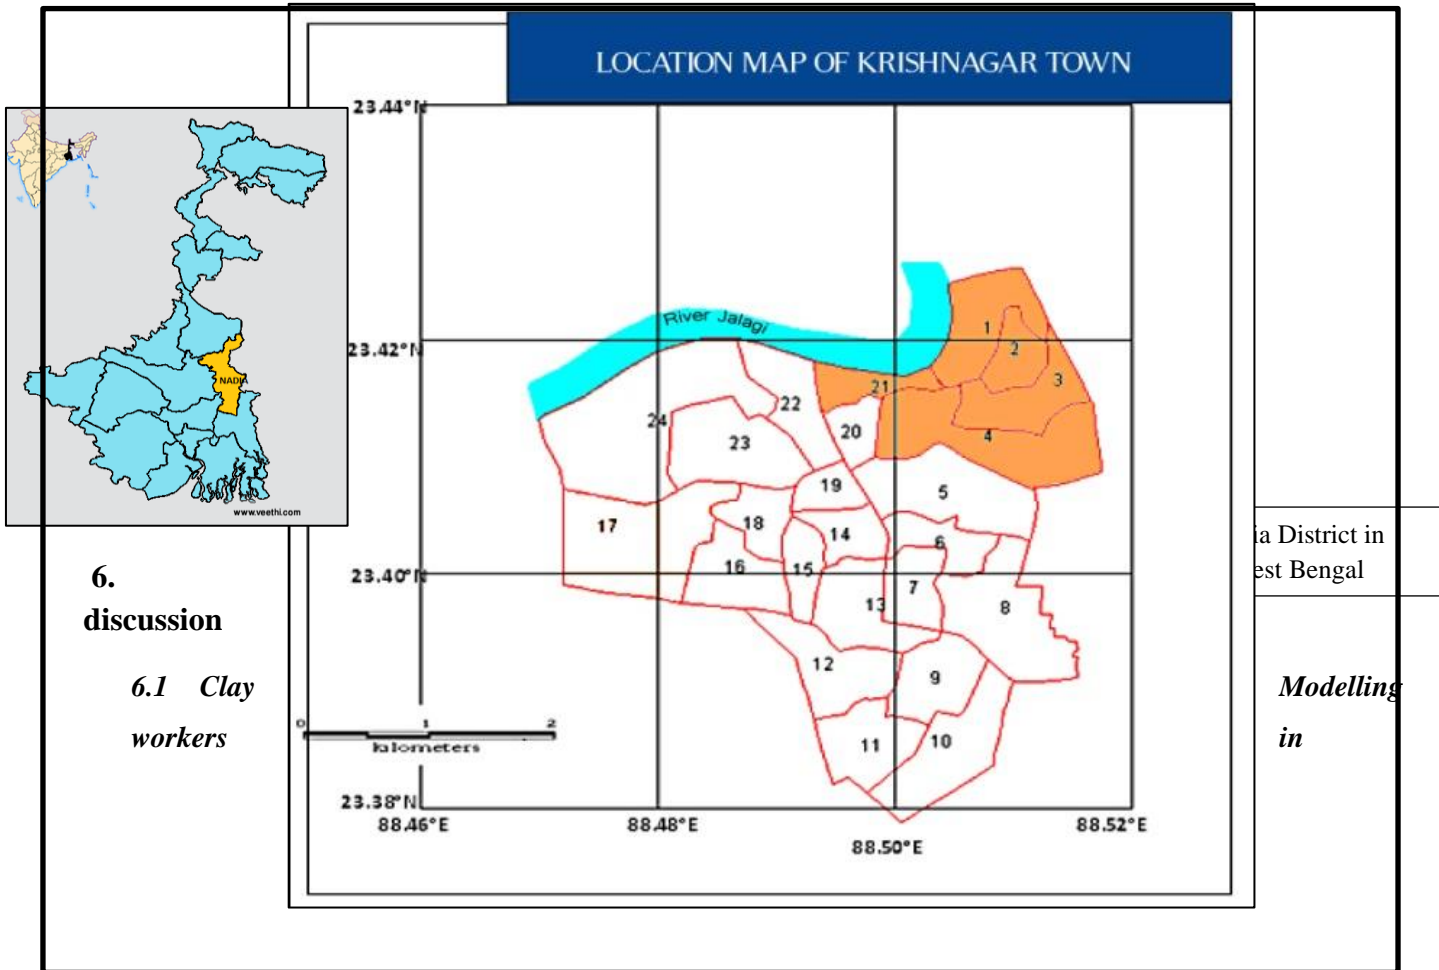 LOCATION MAP OF KRISHNAGAR TOWN
23.44°N
NADIA
www.veethi.com
River Jalagi
23.42°N
1
2
3
21
22
24
20
4
23
19
5
17
18
14
6
16
15
23.40°N
7
13
8
12
9
11
10
0 1 2
kilometers
23.38°N
88.46°E
88.48°E
88.50°E
88.52°E
ia District in
est Bengal
6.
discussion
6.1 Clay Modelling
workers in